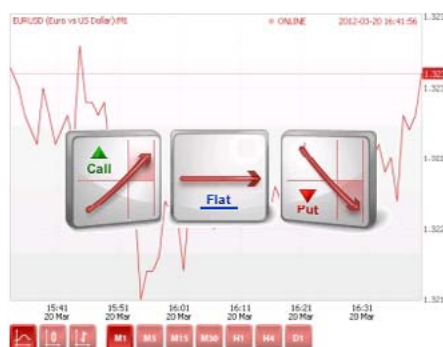 EURUSD (Euro vs US Dollar)/M1
ONLINE
2012-03-20 16:41:56
Call
Flat
Put
15:41
20 Mar
15:51
20 Mar
16:01
20 Mar
16:11
20 Mar
16:21
20 Mar
16:31
20 Mar
M1 M5 M15 M30 H1 H4 D1